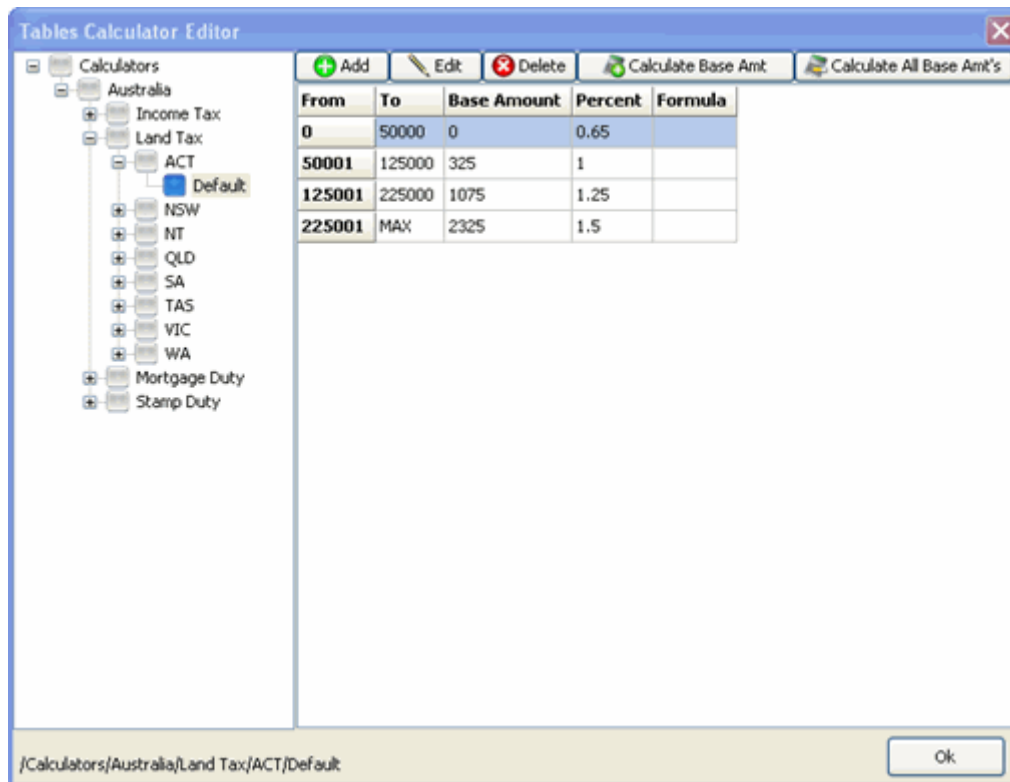 Tables Calculator Editor
Calculators
Australia
Income Tax
Land Tax
ACT
Default
NSW
NT
QLD
SA
TAS
VIC
WA
Mortgage Duty
Stamp Duty
Add Edit Delete Calculate Base Amt Calculate All Base Amt's
From To Base Amount Percent Formula
0 50000 0 0.65
50001 125000 325 1
125001 225000 1075 1.25
225001 MAX 2325 1.5
/Calculators/Australia/Land Tax/ACT/Default
Ok